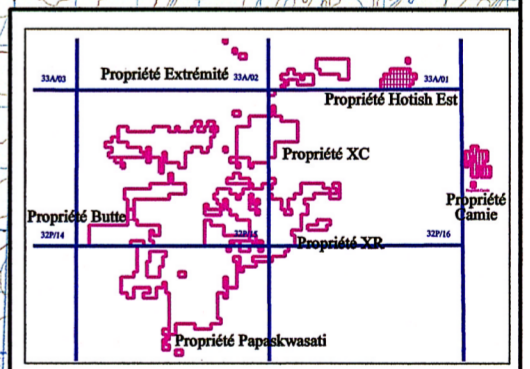 33A/03
Propriété Extrémité
33A/02
33A/01
Propriété Hotish Est
Propriété XC
Propriété Camie
Propriété Butte
32P/14
32P/15
Propriété XR
32P/16
Propriété Papaskwasati